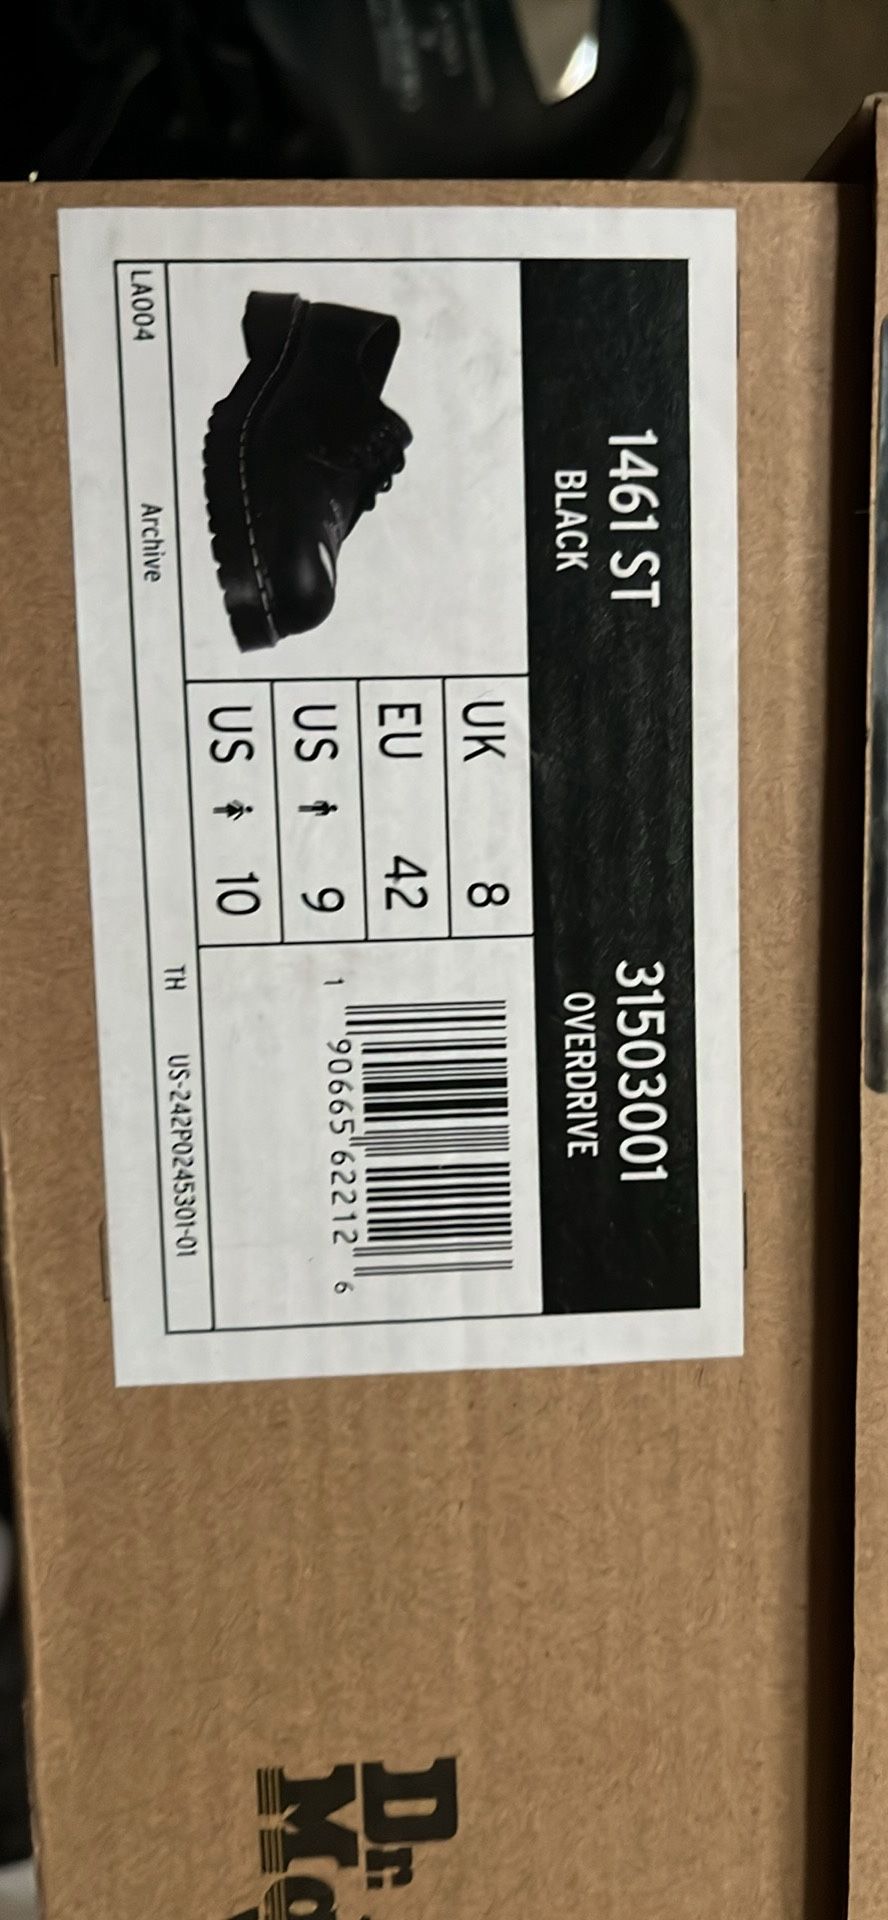 1461 ST 31503001
BLACK OVERDRIVE
UK 8
EU 42
US 9
US 10
1 90665 62212 6
LA004 Archive TH US-242P0245301-01
Dr.